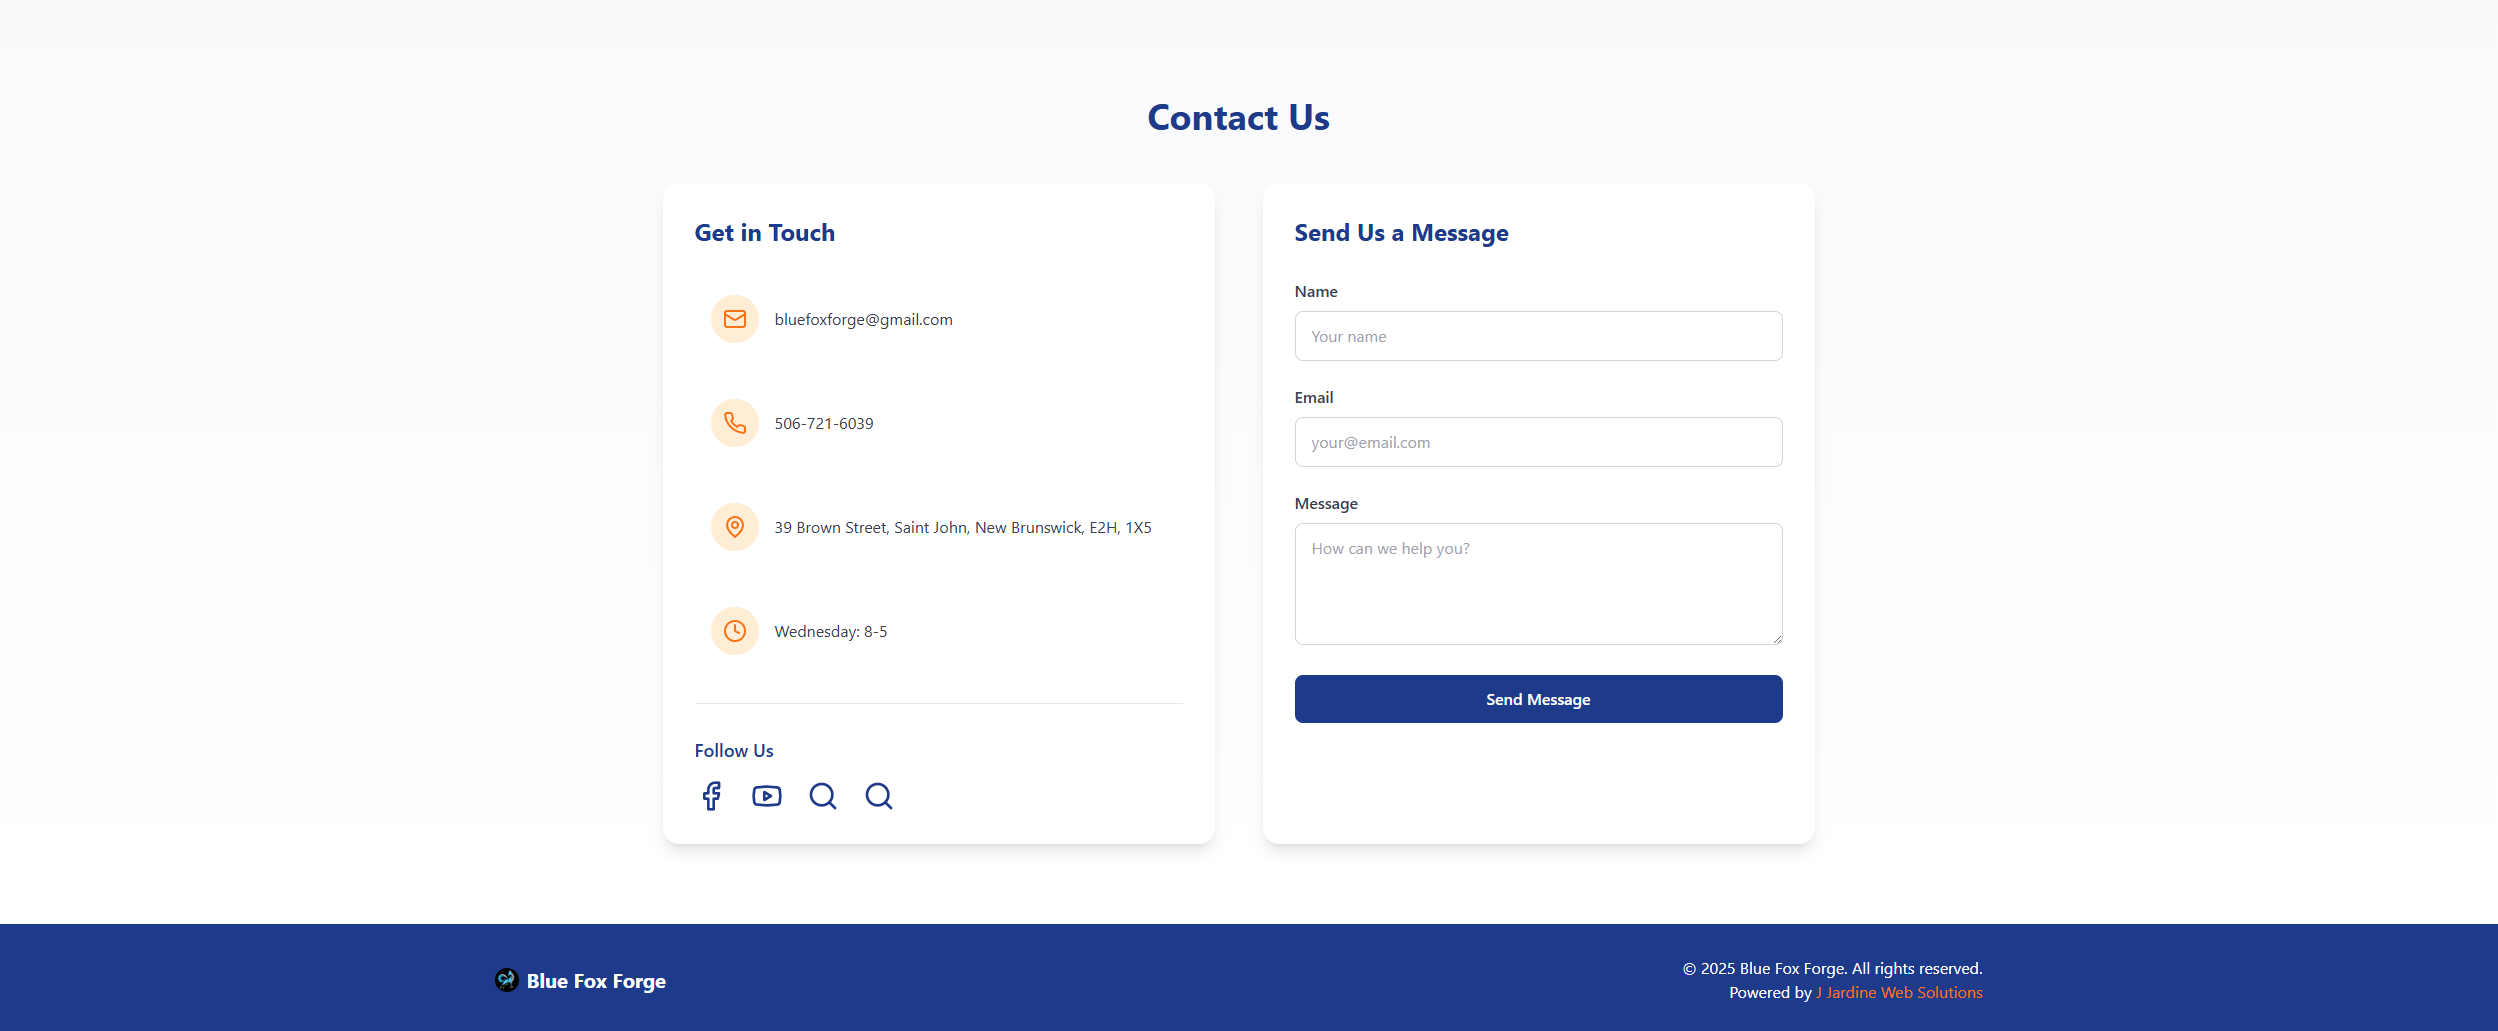 Contact Us
Get in Touch
bluefoxforge@gmail.com
506-721-6039
39 Brown Street, Saint John, New Brunswick, E2H, 1X5
Wednesday: 8-5
Follow Us
Send Us a Message
Name
Your name
Email
your@email.com
Message
How can we help you?
Send Message
Blue Fox Forge
© 2025 Blue Fox Forge. All rights reserved.
Powered by J Jardine Web Solutions